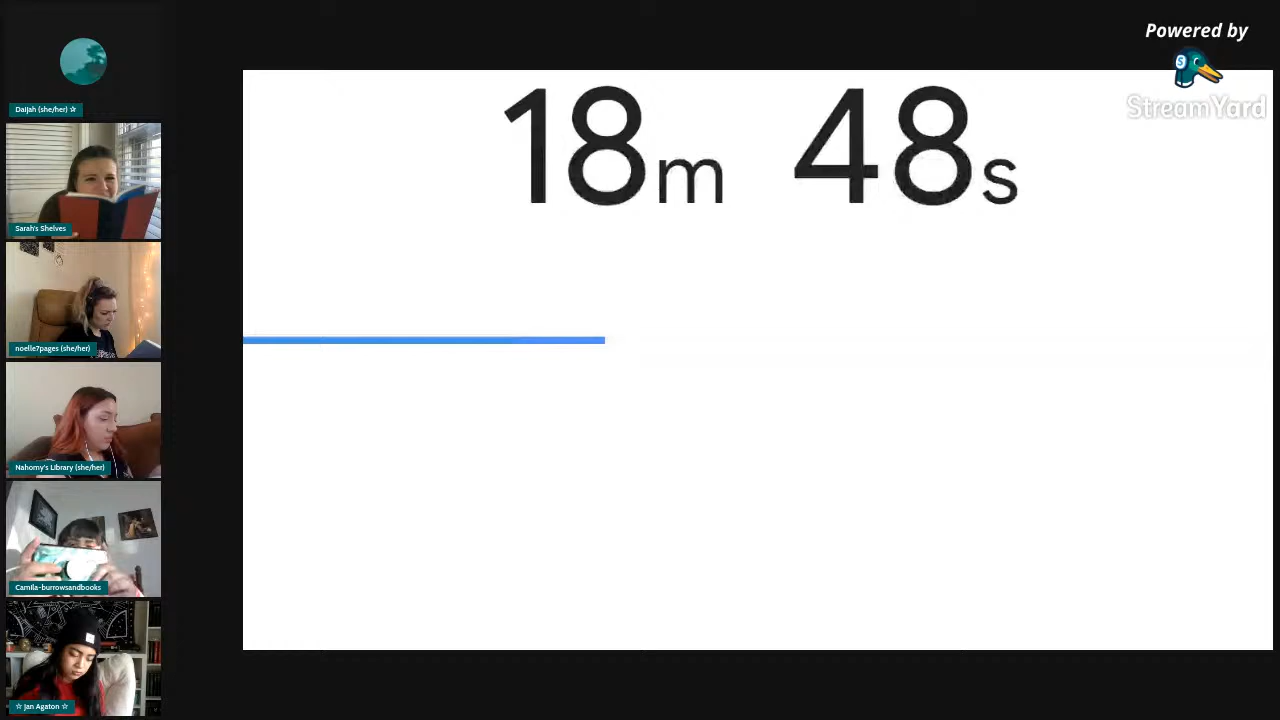 Powered by
StreamYard
18m 48s
Daijah (she/her) ☆
Sarah's Shelves
noelle7pages (she/her)
Nahomy's Library (she/her)
Camila-burrowsandbooks
☆ Jan Agaton ☆